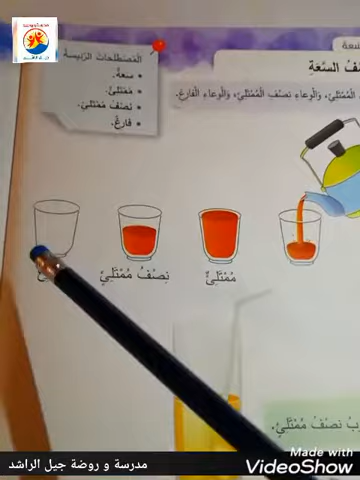 السعة
المصطلحات الرئيسة
• سعة.
• ممتلئ.
• نصف ممتلئ.
• فارغ.
السعة
الممتلئ، والوعاء نصف الممتلئ، والوعاء الفارغ.
ممتلئ
نصف ممتلئ
نصف ممتلئ.
مدرسة و روضة جيل الراشد
Made with
VideoShow